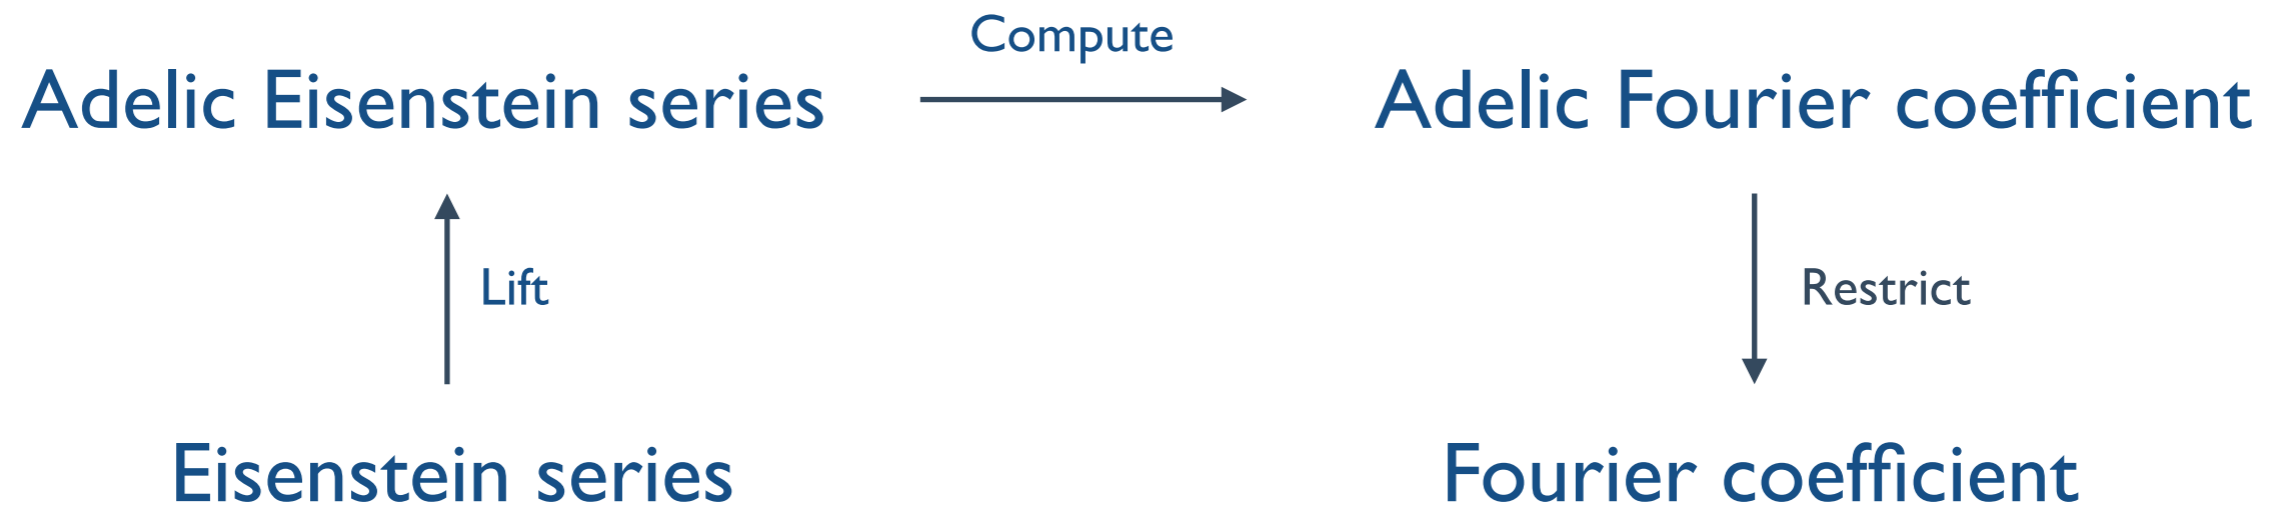 Compute
Adelic Eisenstein series
Adelic Fourier coefficient
Lift
Restrict
Eisenstein series
Fourier coefficient